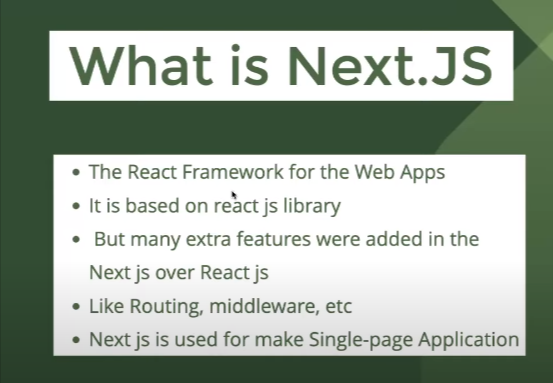 What is Next.JS
• The React Framework for the Web Apps
• It is based on react js library
• But many extra features were added in the
Next js over React js
• Like Routing, middleware, etc
• Next js is used for make Single-page Application